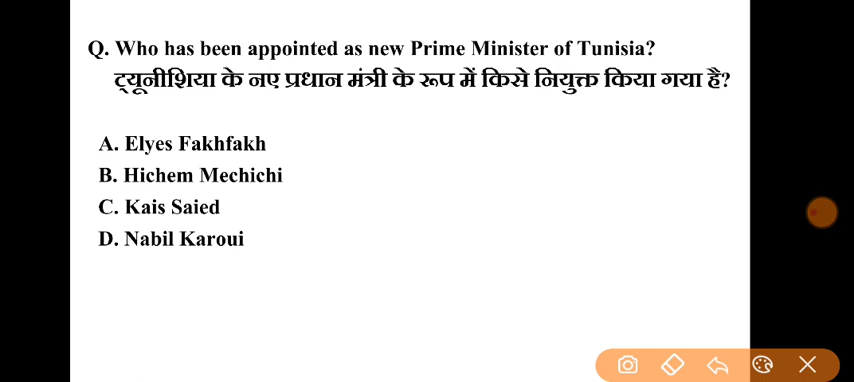 Q. Who has been appointed as new Prime Minister of Tunisia?
ट्यूनीशिया के नए प्रधान मंत्री के रूप में किसे नियुक्त किया गया है?
A. Elyes Fakhfakh
B. Hichem Mechichi
C. Kais Saied
D. Nabil Karoui